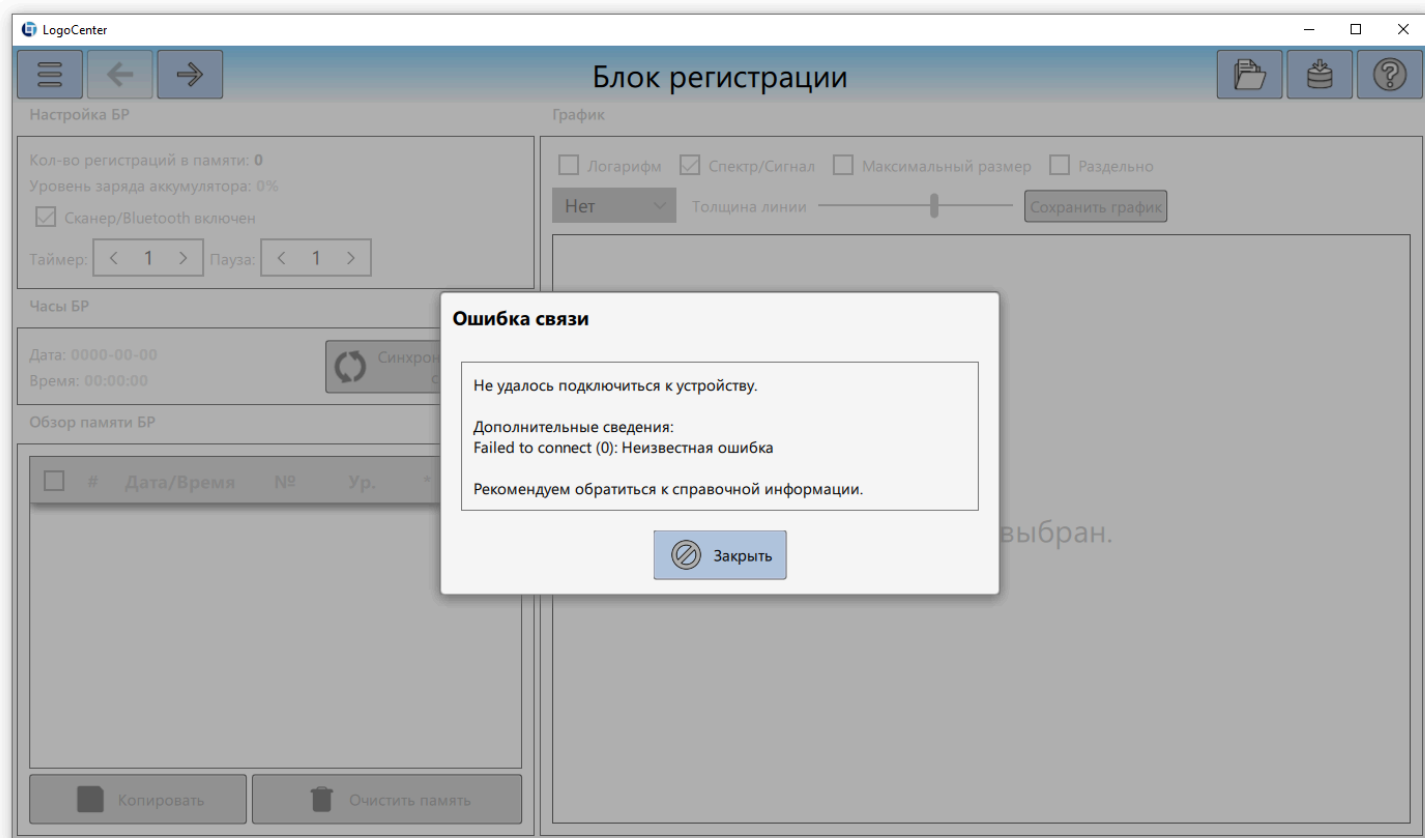 LogoCenter
Блок регистрации
Настройка БР
Кол-во регистраций в памяти: 0
Уровень заряда аккумулятора: 0%
Сканер/Bluetooth включен
Таймер: < 1 > Пауза: < 1 >
Часы БР
Дата: 0000-00-00
Время: 00:00:00
Обзор памяти БР
# Дата/Время № Ур. *
Копировать
Очистить память
График
Логарифм Спектр/Сигнал Максимальный размер Раздельно
Нет Толщина линии Сохранить график
выбран.
Ошибка связи
Не удалось подключиться к устройству.
Дополнительные сведения:
Failed to connect (0): Неизвестная ошибка
Рекомендуем обратиться к справочной информации.
Закрыть